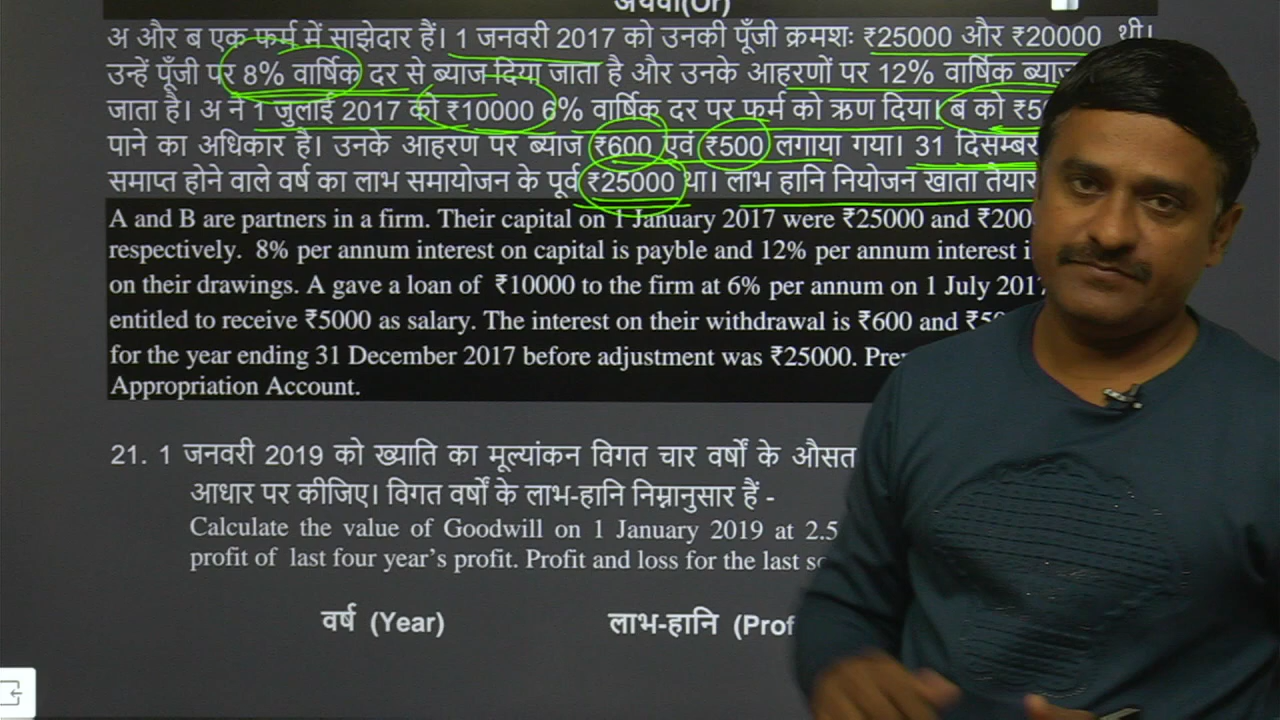 अथवा(Or)
अ और ब एक फर्म में साझेदार हैं। 1 जनवरी 2017 को उनकी पूँजी क्रमशः ₹25000 और ₹20000 थी।
उन्हें पूँजी पर 8% वार्षिक दर से ब्याज दिया जाता है और उनके आहरणों पर 12% वार्षिक ब्याज
जाता है। अ ने 1 जुलाई 2017 को ₹10000 6% वार्षिक दर पर फर्म को ऋण दिया। ब को
पाने का अधिकार है। उनके आहरण पर ब्याज ₹600 एवं ₹500 लगाया गया। 31 दिसम्बर
समाप्त होने वाले वर्ष का लाभ समायोजन के पूर्व ₹25000 था। लाभ हानि नियोजन खाता तैयार
A and B are partners in a firm. Their capital on 1 January 2017 were ₹25000 and
respectively. 8% per annum interest on capital is payble and 12% per annum interest
on their drawings. A gave a loan of ₹10000 to the firm at 6% per annum on 1 July
entitled to receive ₹5000 as salary. The interest on their withdrawal is ₹600 and
for the year ending 31 December 2017 before adjustment was ₹25000.
Appropriation Account.
21. 1 जनवरी 2019 को ख्याति का मूल्यांकन विगत चार वर्षों के औसत
आधार पर कीजिए। विगत वर्षों के लाभ-हानि निम्नानुसार हैं -
Calculate the value of Goodwill on 1 January 2019 at 2.5
profit of last four year's profit. Profit and loss for the last
वर्ष (Year) लाभ-हानि